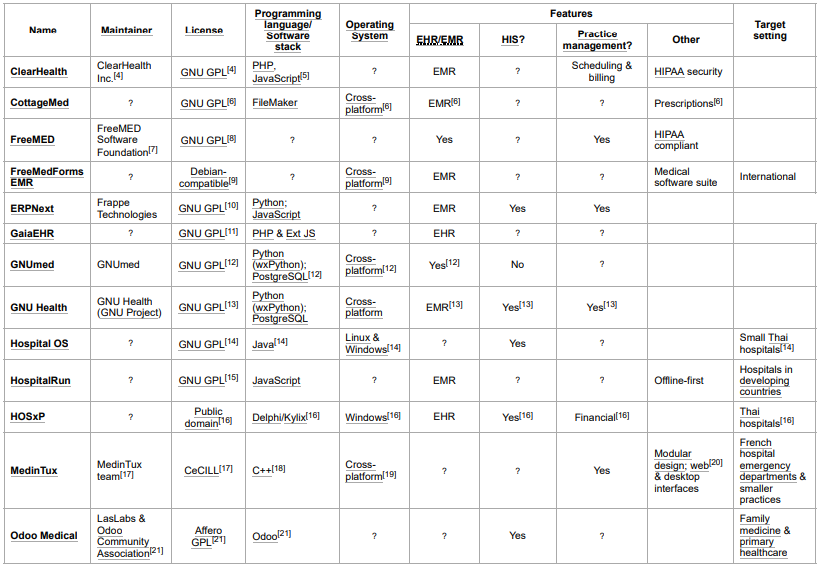 Name Maintainer License Programming language/ Software stack Operating System Features Target setting
EHR/EMR HIS? Practice management? Other
ClearHealth ClearHealth Inc.[4] GNU GPL[4] PHP, JavaScript[5] ? EMR ? Scheduling & billing HIPAA security
CottageMed ? GNU GPL[6] FileMaker Cross-platform[6] EMR[6] ? ? Prescriptions[6]
FreeMED FreeMED Software Foundation[7] GNU GPL[8] ? ? Yes ? Yes HIPAA compliant
FreeMedForms EMR ? Debian-compatible[9] ? Cross-platform[9] EMR ? ? Medical software suite International
ERPNext Frappe Technologies GNU GPL[10] Python; JavaScript ? EMR Yes Yes
GaiaEHR ? GNU GPL[11] PHP & Ext JS ? EHR ? ?
GNUmed GNUmed GNU GPL[12] Python (wxPython); PostgreSQL[12] Cross-platform[12] Yes[12] No ?
GNU Health GNU Health (GNU Project) GNU GPL[13] Python (wxPython); PostgreSQL Cross-platform EMR[13] Yes[13] Yes[13]
Hospital OS ? GNU GPL[14] Java[14] Linux & Windows[14] ? Yes ? Small Thai hospitals[14]
HospitalRun ? GNU GPL[15] JavaScript ? EMR ? ? Offline-first Hospitals in developing countries
HOSxP ? Public domain[16] Delphi/Kylix[16] Windows[16] EHR Yes[16] Financial[16] Thai hospitals[16]
MedinTux MedinTux team[17] CeCILL[17] C++[18] Cross-platform[19] ? ? Yes Modular design; web[20] & desktop interfaces French hospital emergency departments & smaller practices
Odoo Medical LasLabs & Odoo Community Association[21] Affero GPL[21] Odoo[21] ? ? Yes ? Family medicine & primary healthcare